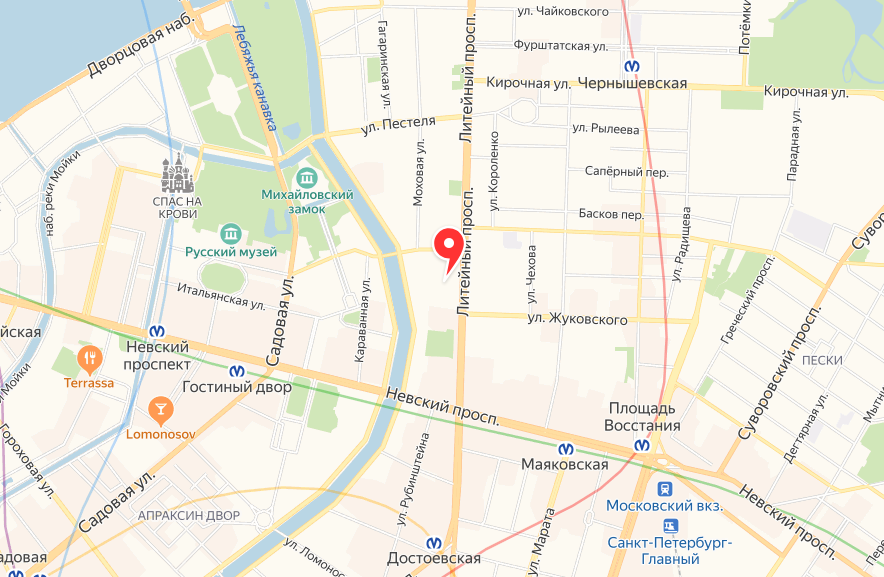 ул. Чайковского
Дворцовая наб.
Лебяжья канавка
Гагаринская ул.
Литейный просп.
Фурштатская ул.
Чернышевская
Кирочная ул.
Кирочная ул.
ул. Пестеля
ул. Рылеева
Парадная ул.
наб. реки Мойки
СПАС НА
КРОВИ
Михайловский
замок
Моховая ул.
ул. Короленко
Сапёрный пер.
Басков пер.
Русский музей
Литейный просп.
ул. Чехова
ул. Радищева
Итальянская ул.
Садовая ул.
Караванная ул.
ул. Жуковского
Греческий просп.
Невский
проспект
Terrassa
Гостиный двор
Lomonosov
Невский просп.
Площадь
Восстания
ПЕСКИ
Суворовский просп.
Маяковская
Дегтярная ул.
Гороховая ул.
Садовая ул.
АПРАКСИН ДВОР
ул. Рубинштейна
Московский вкз.
Санкт-Петербург-
Главный
Невский просп.
ул. Марата
Достоевская